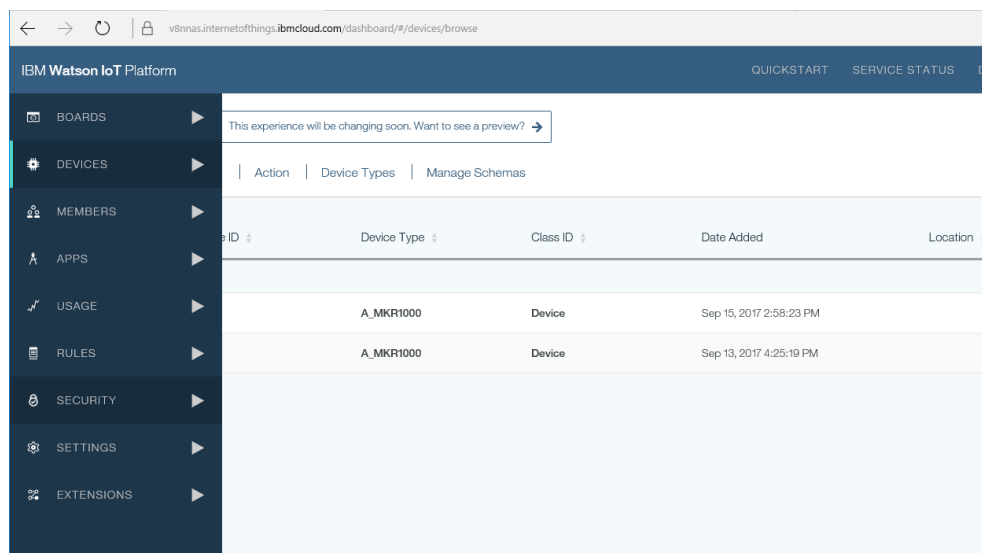 v8nnas.internetofthings.ibmcloud.com/dashboard/#/devices/browse
IBM Watson IoT Platform
QUICKSTART SERVICE STATUS
BOARDS
This experience will be changing soon. Want to see a preview?
DEVICES
Action Device Types Manage Schemas
MEMBERS
ID Device Type Class ID Date Added Location
APPS
USAGE
A_MKR1000 Device Sep 15, 2017 2:58:23 PM
RULES
A_MKR1000 Device Sep 13, 2017 4:25:19 PM
SECURITY
SETTINGS
EXTENSIONS